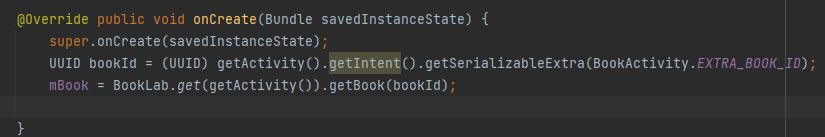 @Override public void onCreate(Bundle savedInstanceState) {
super.onCreate(savedInstanceState);
UUID bookId = (UUID) getActivity().getIntent().getSerializableExtra(BookActivity.EXTRA_BOOK_ID);
mBook = BookLab.get(getActivity()).getBook(bookId);
}